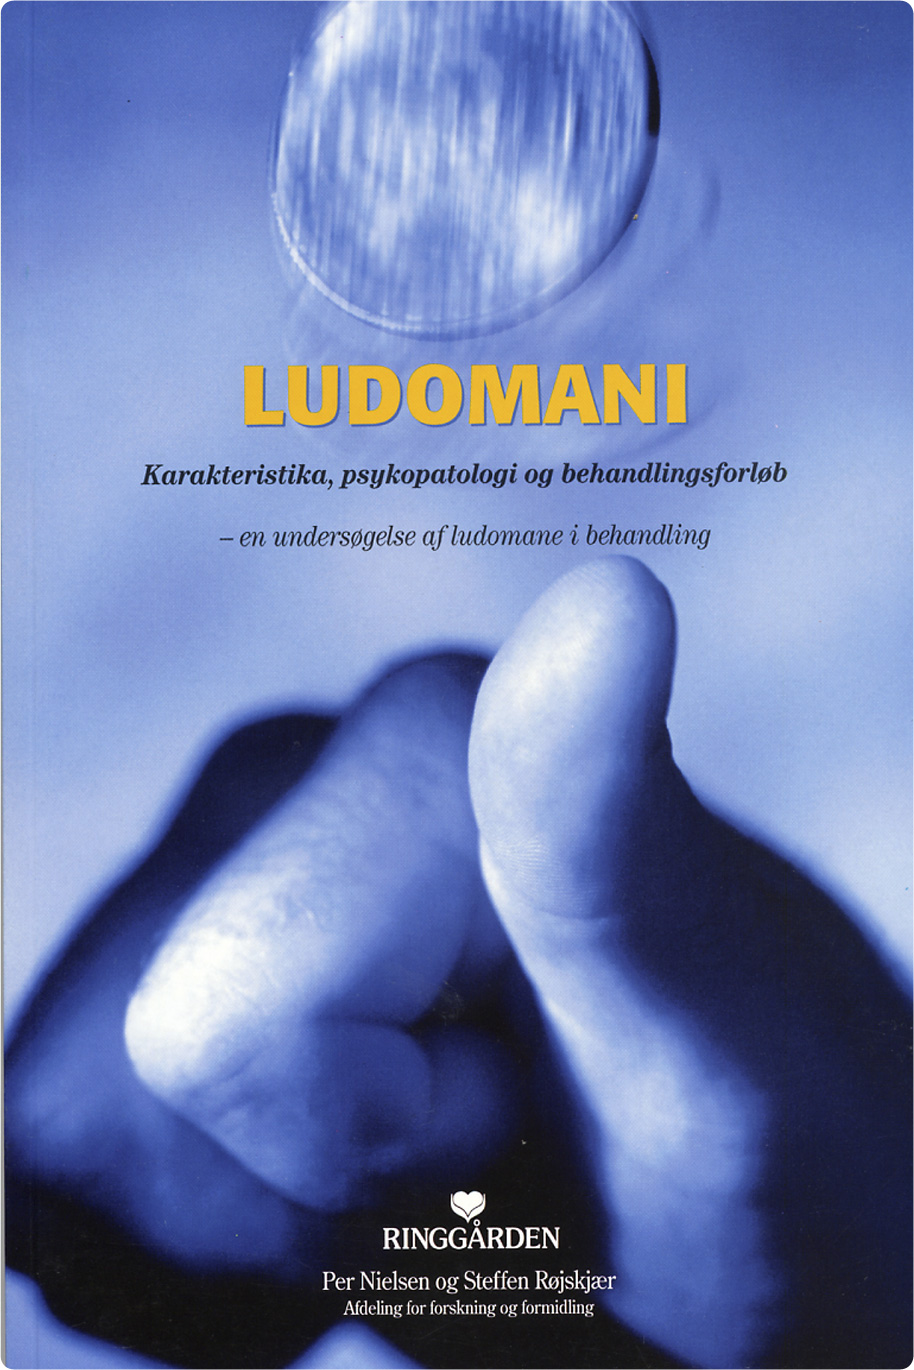 LUDOMANI
Karakteristika, psykopatologi og behandlingsforløb
– en undersøgelse af ludomane i behandling
RINGGÅRDEN
Per Nielsen og Steffen Røjskjær
Afdeling for forskning og formidling